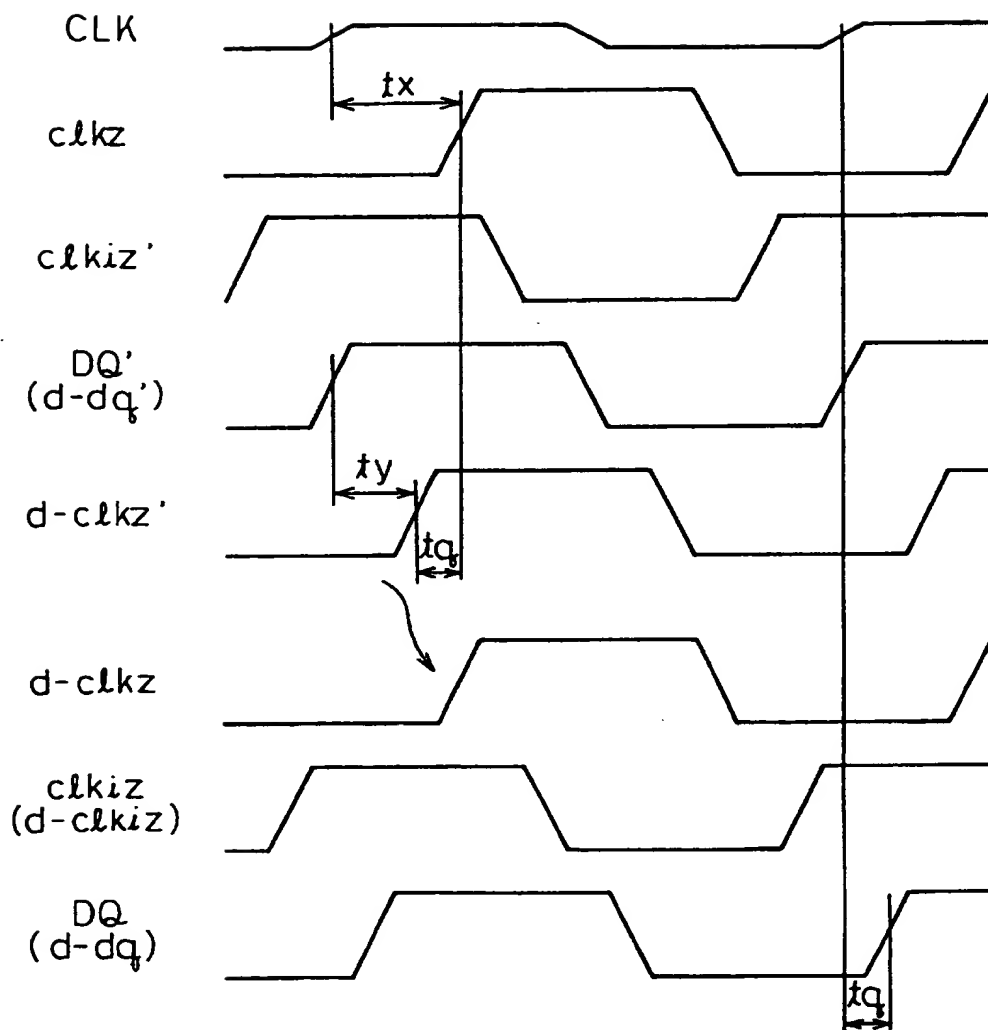 CLK
tx
clkz
clkiz'
DQ'
(d-dq')
ty
d-clkz'
tq
d-clkz
clkiz
(d-clkiz)
DQ
(d-dq)
tq